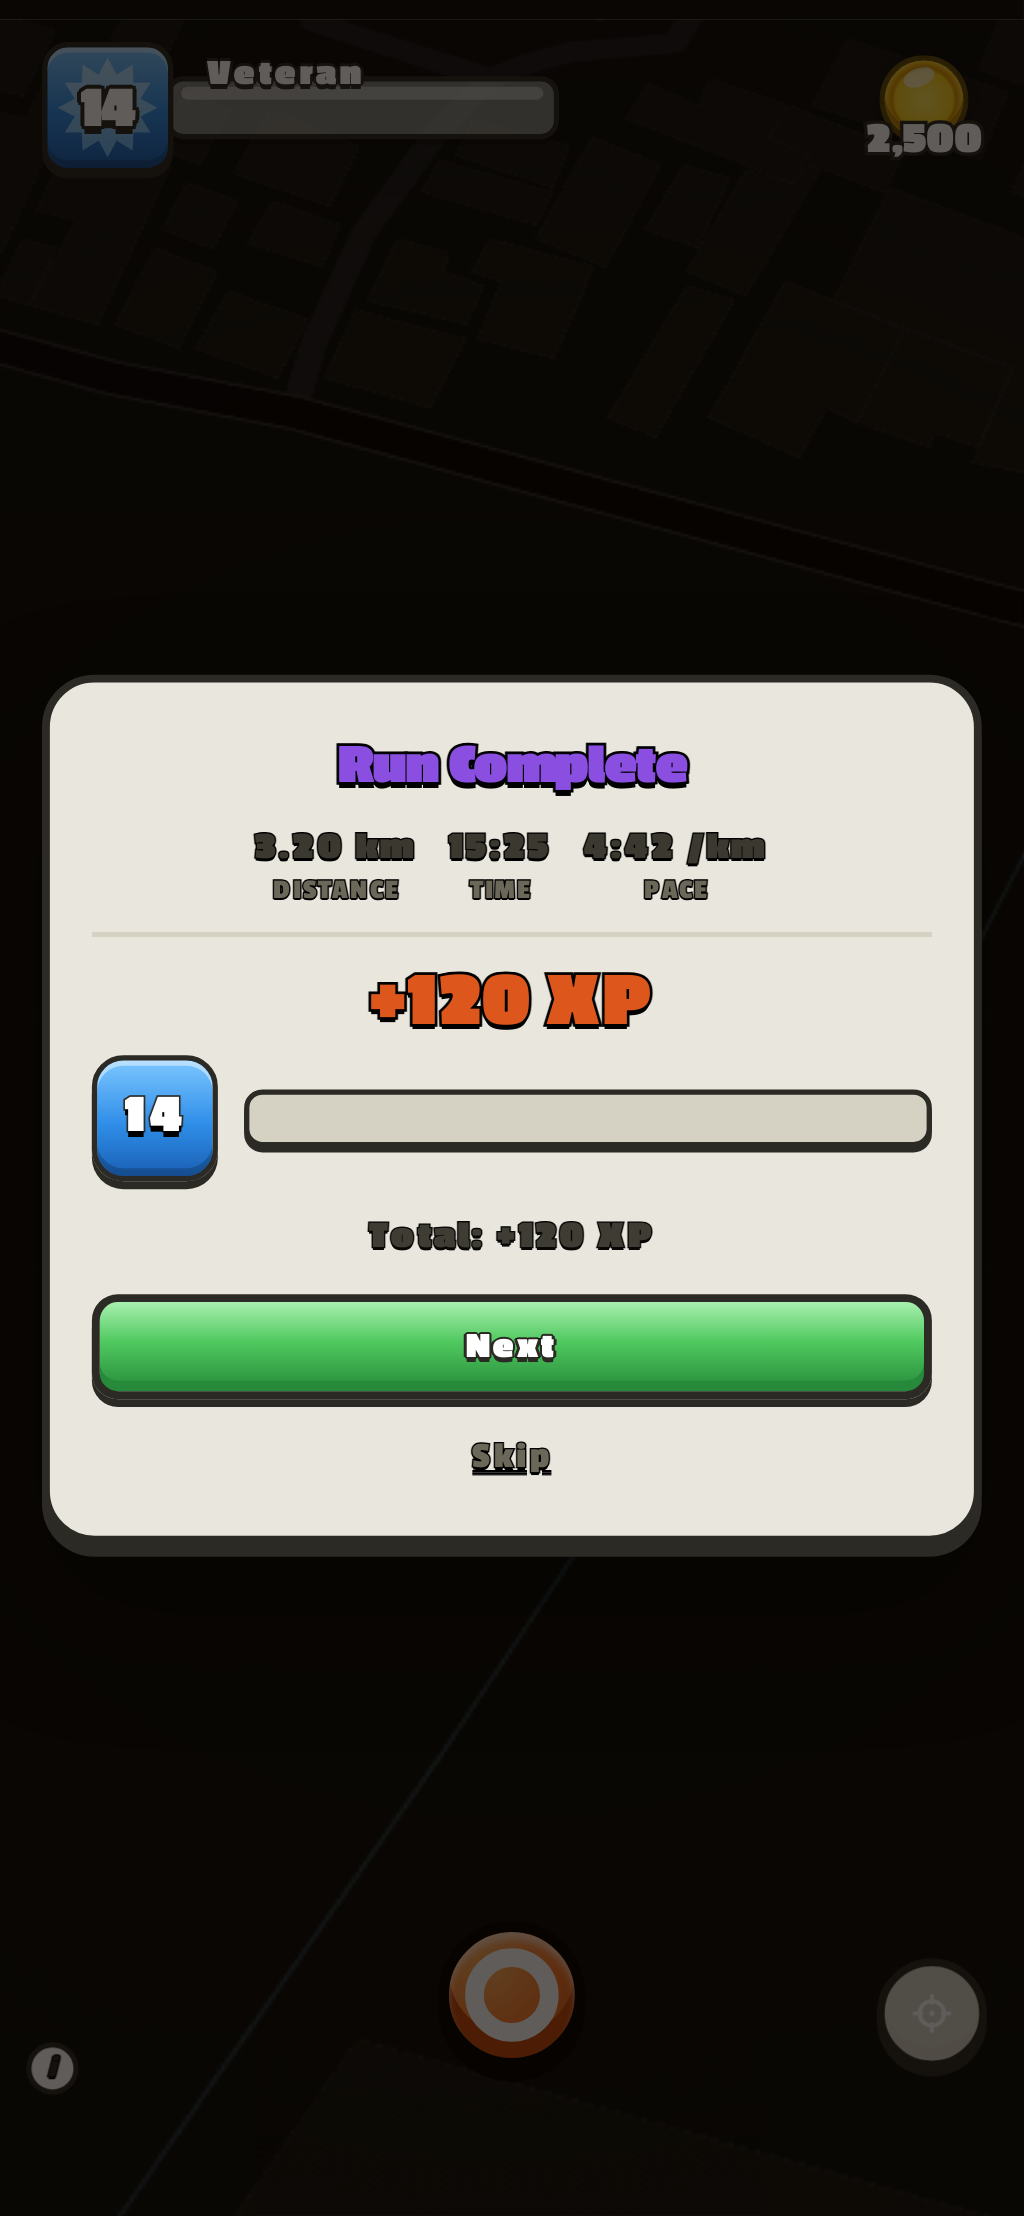 Veteran
14
2,500
Run Complete
3.20 km 15:25 4:42 /km
DISTANCE TIME PACE
+120 XP
14
Total: +120 XP
Next
Skip